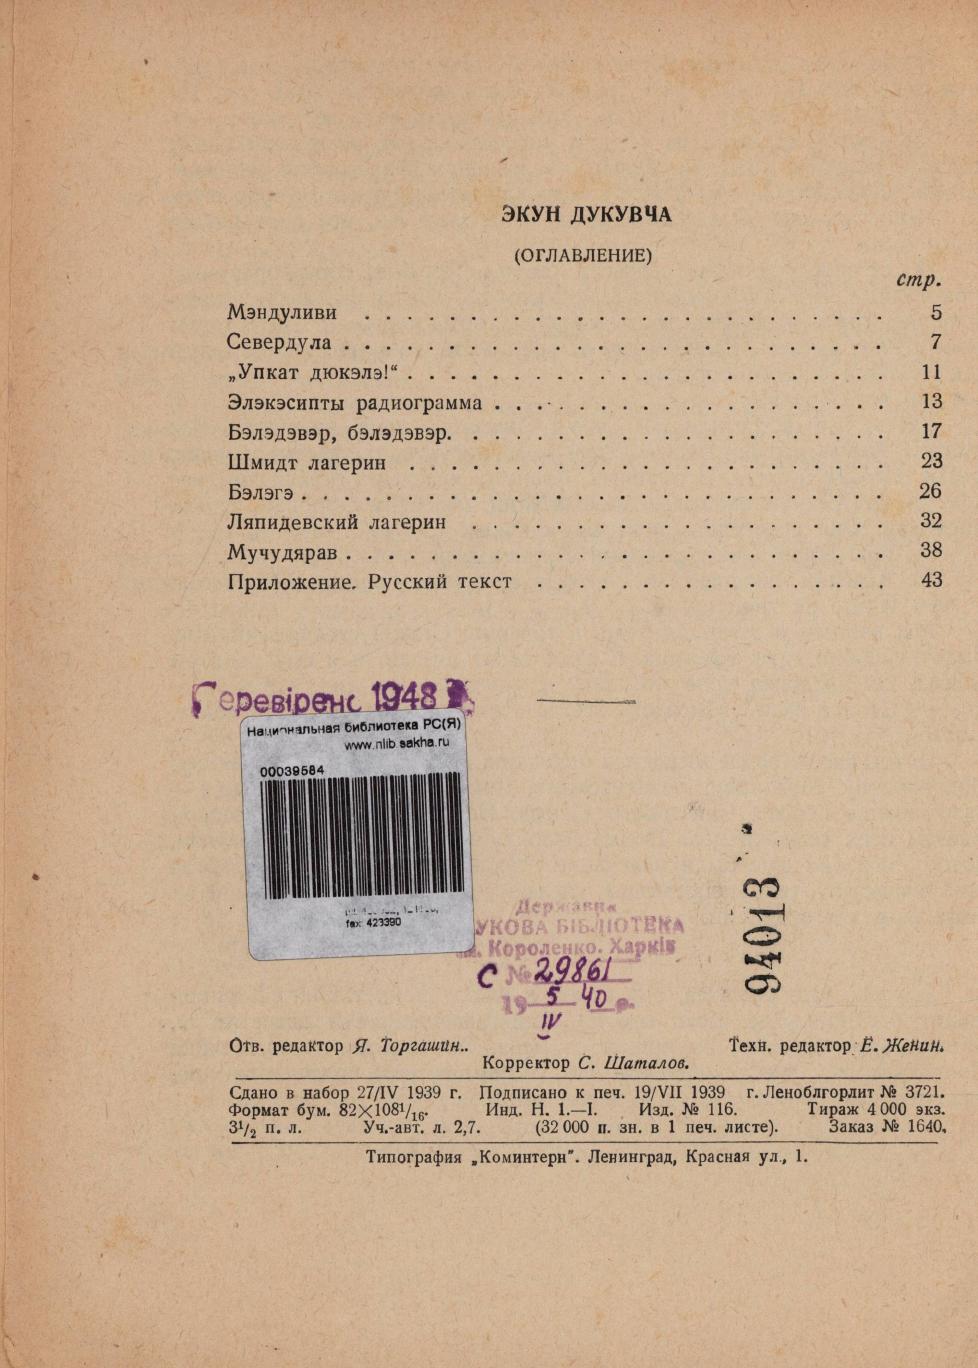 ЭКУН ДУКУВЧА
(ОГЛАВЛЕНИЕ)
стр.
Мэндуливи . . . . . . . . . . . . . . . . . . . 5
Севердула . . . . . . . . . . . . . . . . . . . 7
„Упкат дюкэлэ!“ . . . . . . . . . . . . . . . . . 11
Элэкэсипты радиограмма . . . . . . . . . . . . . . 13
Бэлэдэвэр, бэлэдэвэр. . . . . . . . . . . . . . . . 17
Шмидт лагерин . . . . . . . . . . . . . . . . . 23
Бэлэгэ . . . . . . . . . . . . . . . . . . . . . 26
Ляпидевский лагерин . . . . . . . . . . . . . . . 32
Мучудярав . . . . . . . . . . . . . . . . . . . 38
Приложение. Русский текст . . . . . . . . . . . . . 43
1948
Национальная библиотека РС(Я)
www.nlib.sakha.ru
00039584
fax: 423390
94013
Державна
УКОВА БІБЛІОТЕКА
Короленко. Харків
С № 29861
19 5 40 р.
IV
Отв. редактор Я. Торгашин.. Техн. редактор Е. Женин.
Корректор С. Шаталов.
Сдано в набор 27/IV 1939 г. Подписано к печ. 19/VII 1939 г. Леноблгорлит № 3721.
Формат бум. 82×108¹/₁₆. Инд. Н. 1.—I. Изд. № 116. Тираж 4 000 экз.
3¹/₂ п. л. Уч.-авт. л. 2,7. (32 000 п. зн. в 1 печ. листе). Заказ № 1640.
Типография „Коминтерн". Ленинград, Красная ул., 1.